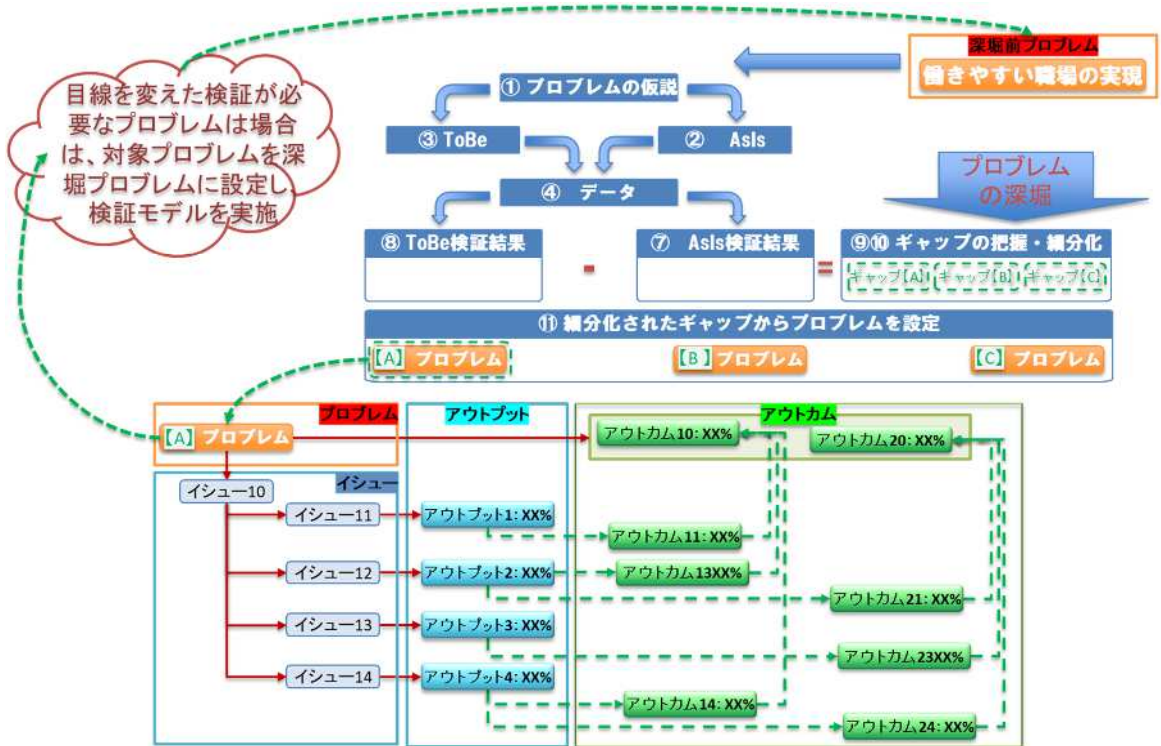 深堀前プロブレム
働きやすい職場の実現
目線を変えた検証が必
要なプロブレムは場合
は、対象プロブレムを深
堀プロブレムに設定し、
検証モデルを実施
① プロブレムの仮説
③ ToBe
② AsIs
④ データ
プロブレム
の深堀
⑧ ToBe検証結果
-
⑦ AsIs検証結果
=
⑨⑩ ギャップの把握・細分化
ギャップ【A】
ギャップ【B】
ギャップ【C】
⑪ 細分化されたギャップからプロブレムを設定
【A】 プロブレム
【B】 プロブレム
【C】 プロブレム
プロブレム
アウトプット
アウトカム
【A】 プロブレム
アウトカム10：XX%
アウトカム20：XX%
イシュー
イシュー10
イシュー11
アウトプット1：XX%
アウトカム11：XX%
イシュー12
アウトプット2：XX%
アウトカム13XX%
アウトカム21：XX%
イシュー13
アウトプット3：XX%
アウトカム23XX%
イシュー14
アウトプット4：XX%
アウトカム14：XX%
アウトカム24：XX%